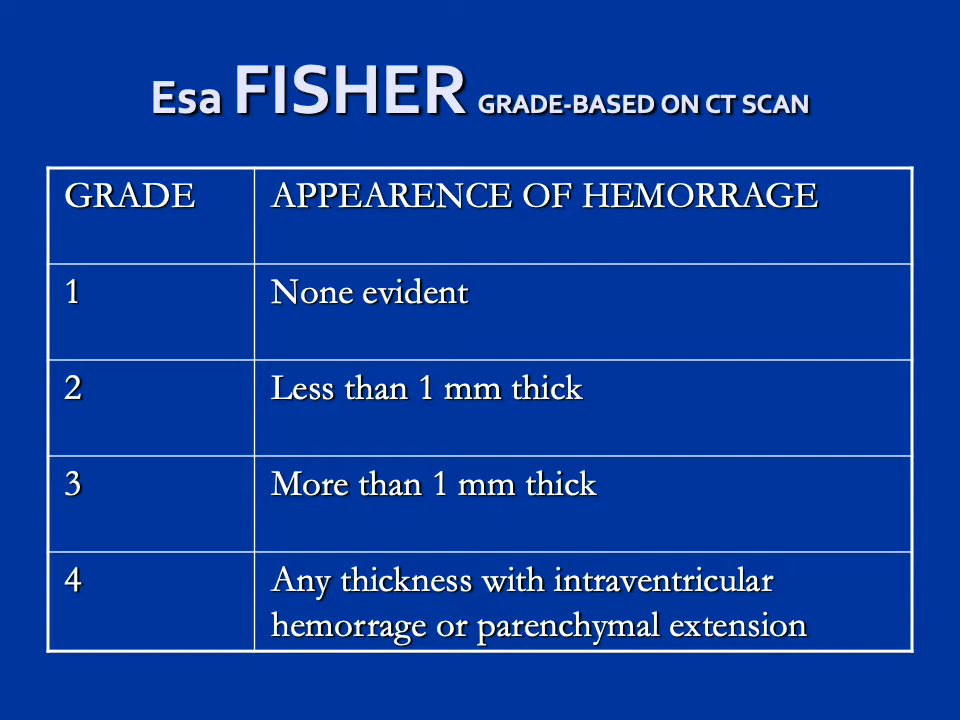 Esa FISHER GRADE-BASED ON CT SCAN
GRADE
APPEARENCE OF HEMORRAGE
1
None evident
2
Less than 1 mm thick
3
More than 1 mm thick
4
Any thickness with intraventricular
hemorrage or parenchymal extension